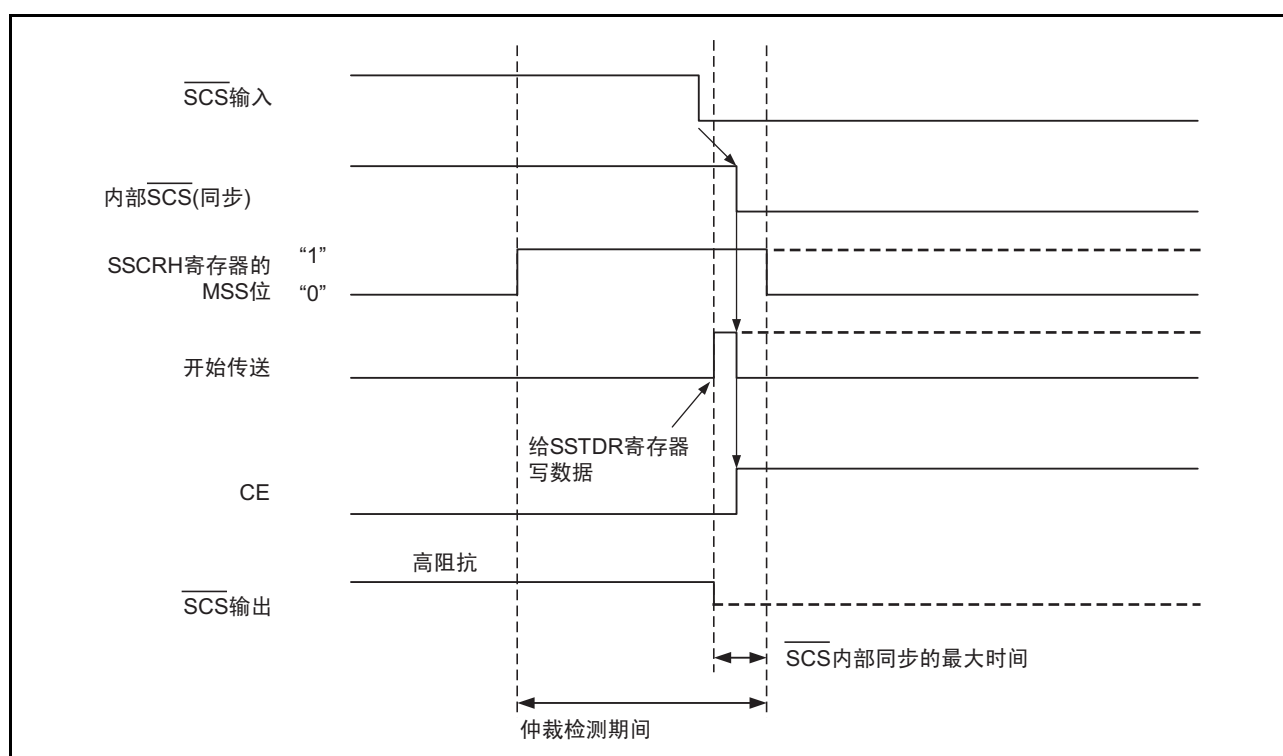 SCS输入
内部SCS(同步)
SSCRH寄存器的
MSS位
“1”
“0”
开始传送
给SSTDR寄存器
写数据
CE
高阻抗
SCS输出
SCS内部同步的最大时间
仲裁检测期间